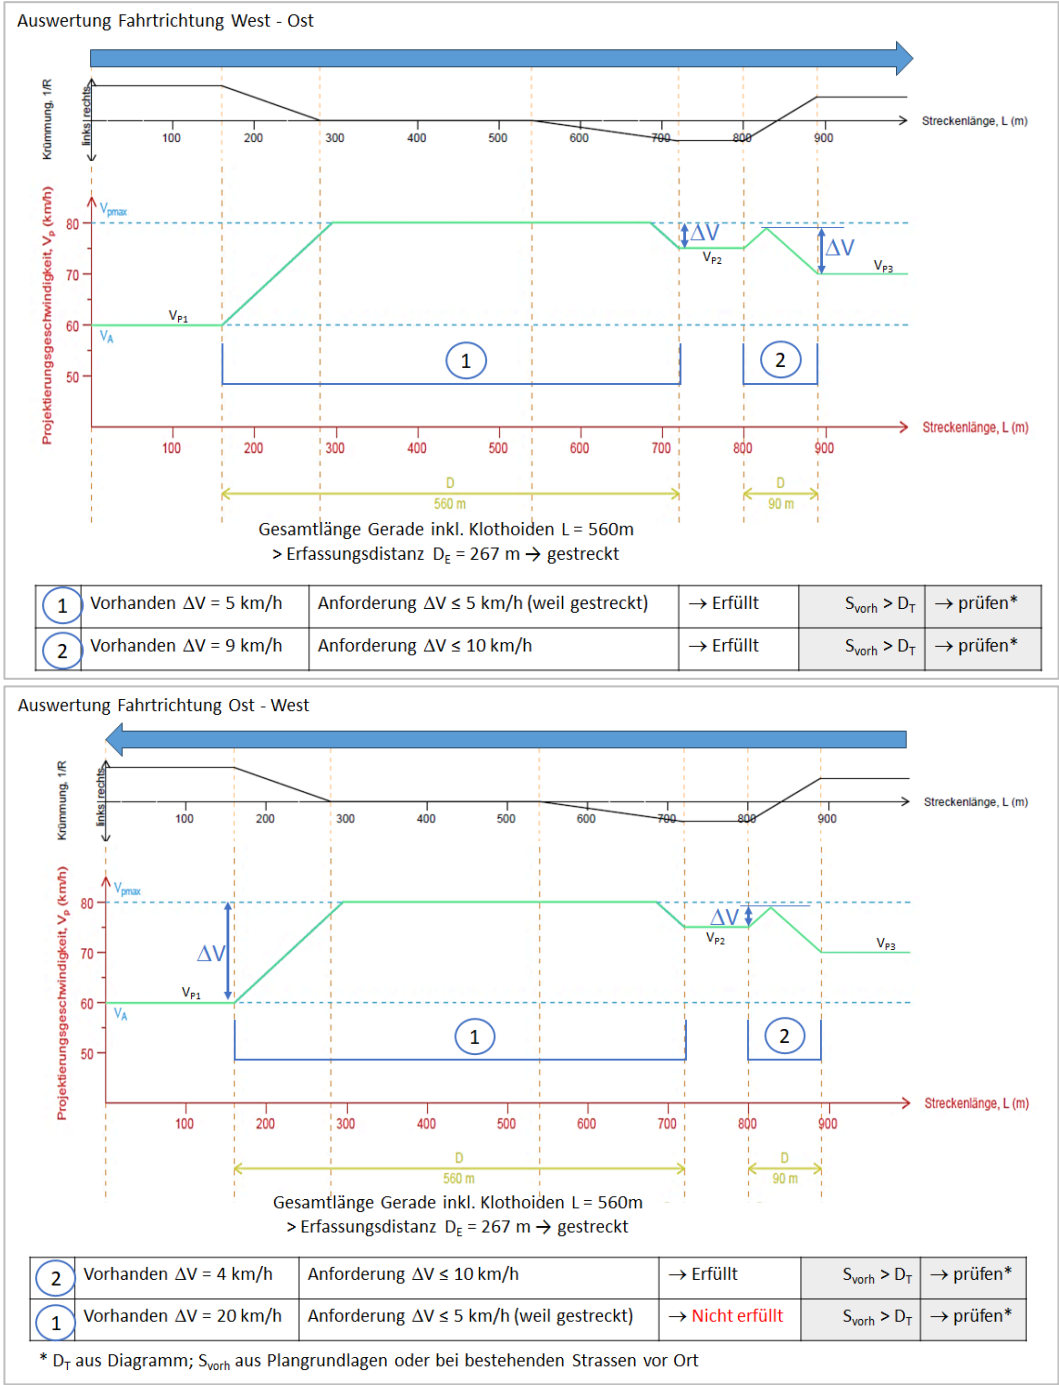 Auswertung Fahrtrichtung West - Ost
Krümmung, 1/R
links rechts
100 200 300 400 500 600 700 800 900
Streckenlänge, L (m)
Projektierungsgeschwindigkeit, Vp (km/h)
Vpmax
80
70
60
50
ΔV
VP2
ΔV
VP3
VP1
VA
1
2
100 200 300 400 500 600 700 800 900
Streckenlänge, L (m)
D
560 m
D
90 m
Gesamtlänge Gerade inkl. Klothoiden L = 560m
> Erfassungsdistanz DE = 267 m → gestreckt
1 Vorhanden ΔV = 5 km/h Anforderung ΔV ≤ 5 km/h (weil gestreckt) → Erfüllt Svorh > DT → prüfen*
2 Vorhanden ΔV = 9 km/h Anforderung ΔV ≤ 10 km/h → Erfüllt Svorh > DT → prüfen*
Auswertung Fahrtrichtung Ost - West
Krümmung, 1/R
links rechts
100 200 300 400 500 600 700 800 900
Streckenlänge, L (m)
Projektierungsgeschwindigkeit, Vp (km/h)
Vpmax
80
70
60
50
ΔV
ΔV
VP2
VP3
VP1
VA
1
2
100 200 300 400 500 600 700 800 900
Streckenlänge, L (m)
D
560 m
D
90 m
Gesamtlänge Gerade inkl. Klothoiden L = 560m
> Erfassungsdistanz DE = 267 m → gestreckt
2 Vorhanden ΔV = 4 km/h Anforderung ΔV ≤ 10 km/h → Erfüllt Svorh > DT → prüfen*
1 Vorhanden ΔV = 20 km/h Anforderung ΔV ≤ 5 km/h (weil gestreckt) → Nicht erfüllt Svorh > DT → prüfen*
* DT aus Diagramm; Svorh aus Plangrundlagen oder bei bestehenden Strassen vor Ort